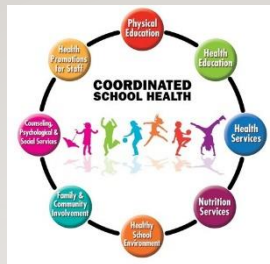 Physical
Education
Health
Promotions
for Staff
Health
Education
COORDINATED
SCHOOL HEALTH
Counseling,
Psychological &
Social Services
Health
Services
Family &
Community
Involvement
Nutrition
Services
Healthy
School
Environment